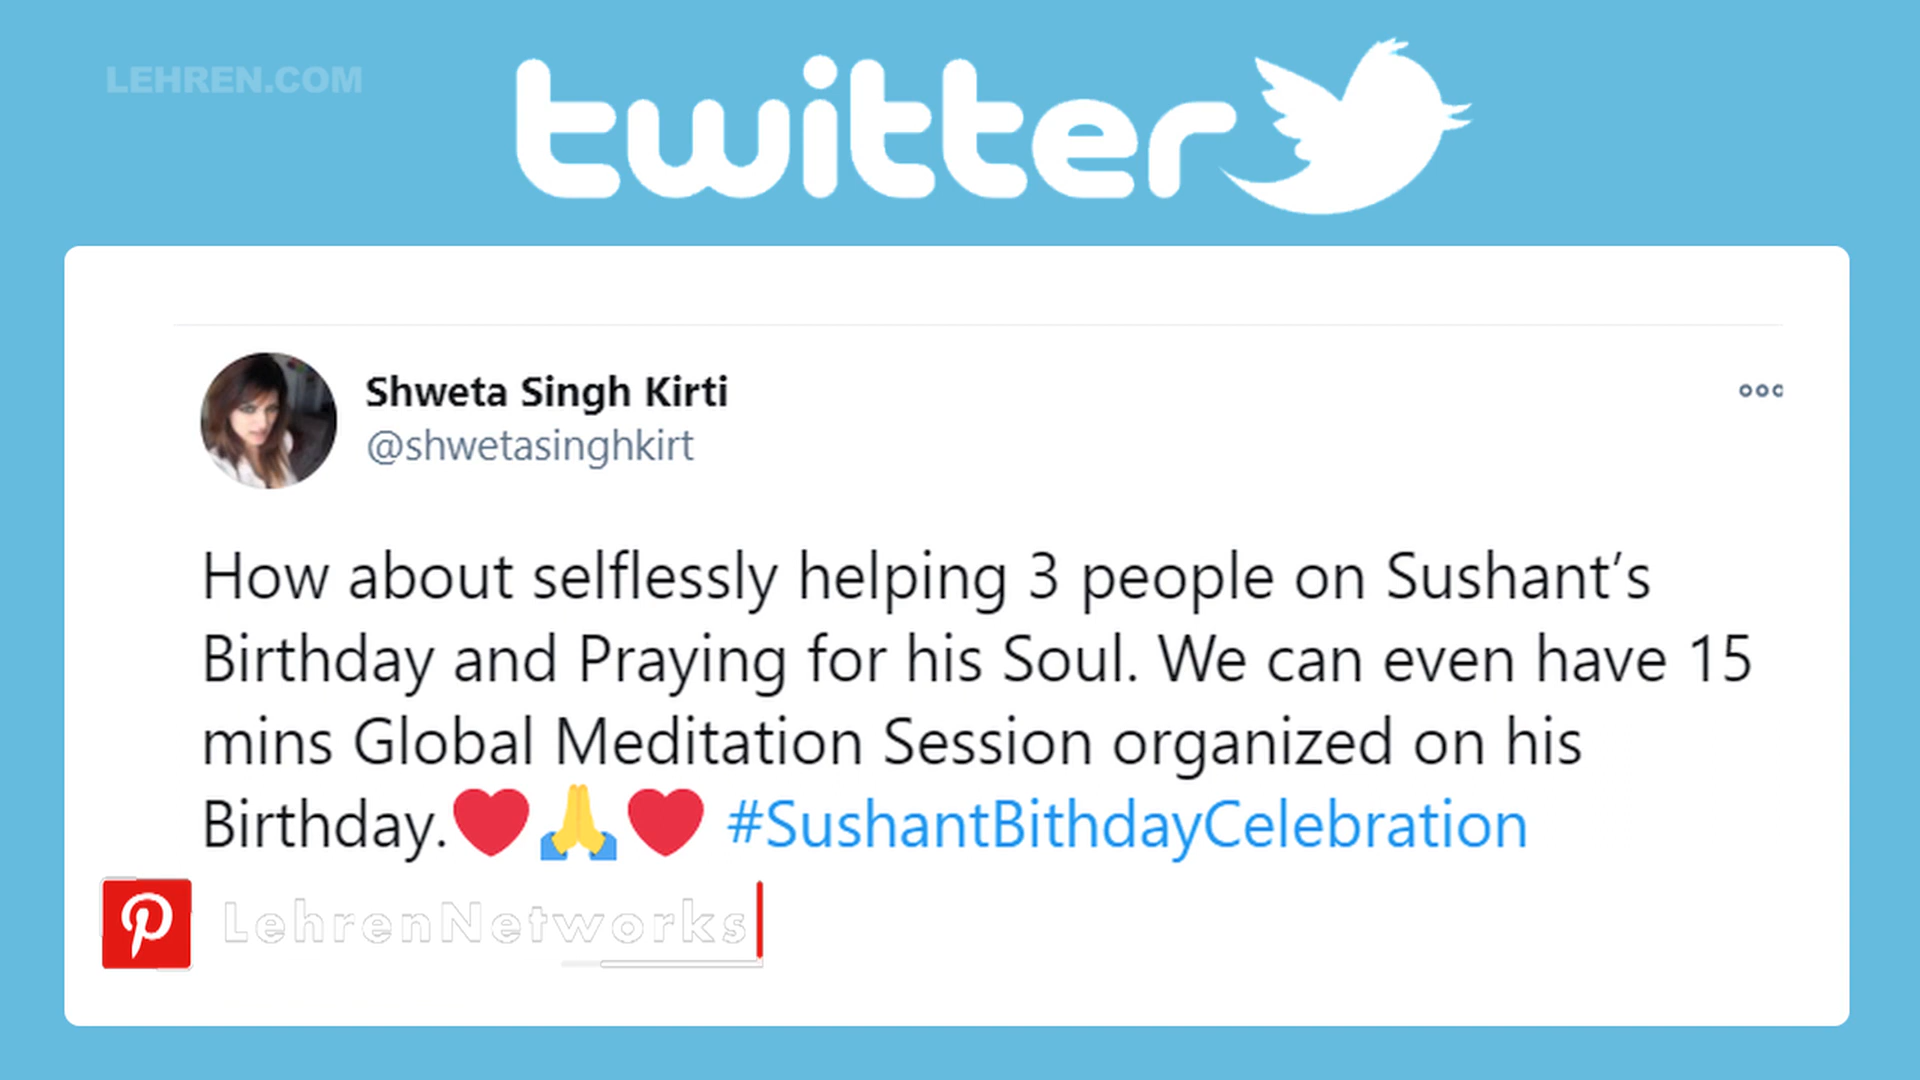 LEHREN.COM
twitter
Shweta Singh Kirti
@shwetasinghkirt
How about selflessly helping 3 people on Sushant’s
Birthday and Praying for his Soul. We can even have 15
mins Global Meditation Session organized on his
Birthday.❤️🙏❤️ #SushantBithdayCelebration
LehrenNetworks